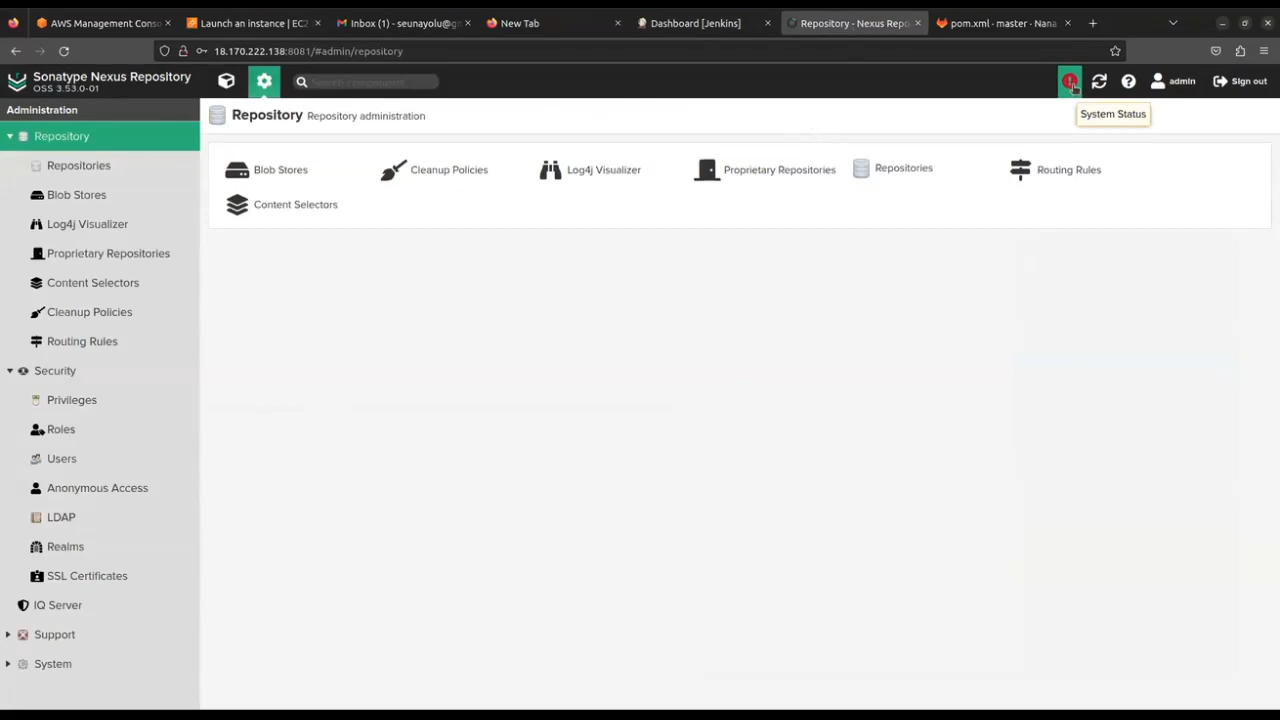 AWS Management Conso
Launch an instance | EC2
Inbox (1) - seunayolu@gm
New Tab
Dashboard [Jenkins]
Repository - Nexus Repo
pom.xml · master · Nana
18.170.222.138:8081/#admin/repository
Sonatype Nexus Repository
OSS 3.53.0-01
Search components
admin
Sign out
System Status
Administration
Repository
Repositories
Blob Stores
Log4j Visualizer
Proprietary Repositories
Content Selectors
Cleanup Policies
Routing Rules
Security
Privileges
Roles
Users
Anonymous Access
LDAP
Realms
SSL Certificates
IQ Server
Support
System
Repository Repository administration
Blob Stores
Cleanup Policies
Log4j Visualizer
Proprietary Repositories
Repositories
Routing Rules
Content Selectors